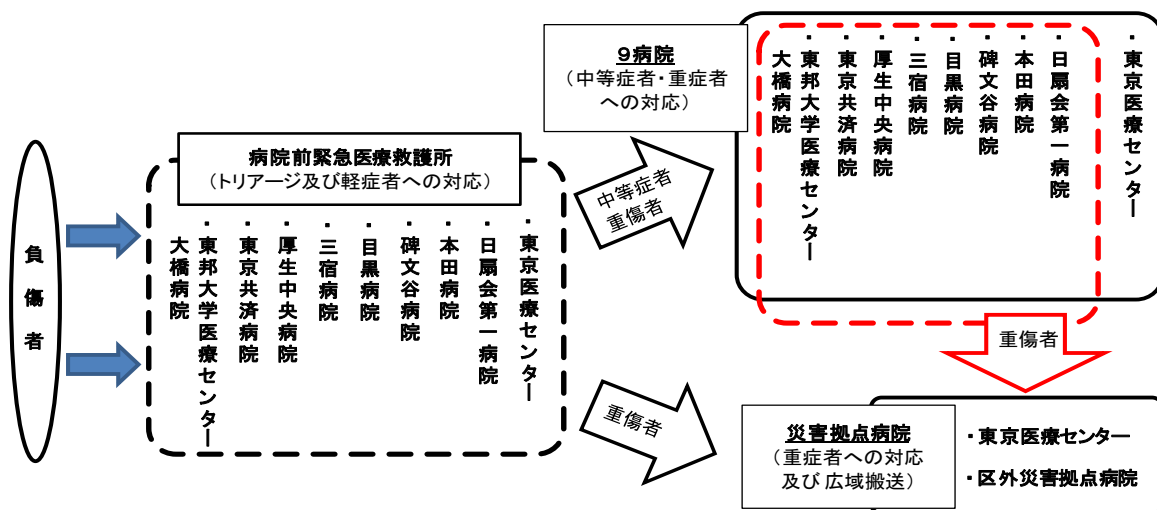 負傷者
病院前緊急医療救護所
（トリアージ及び軽症者への対応）
・東京医療センター
・日扇会第一病院
・本田病院
・碑文谷病院
・目黒病院
・三宿病院
・厚生中央病院
・東京共済病院
・東邦大学医療センター
大橋病院
中等症者
重傷者
重傷者
９病院
（中等症者・重症者
への対応）
・東京医療センター
・日扇会第一病院
・本田病院
・碑文谷病院
・目黒病院
・三宿病院
・厚生中央病院
・東京共済病院
・東邦大学医療センター
大橋病院
重傷者
災害拠点病院
（重症者への対応
及び広域搬送）
・東京医療センター
・区外災害拠点病院